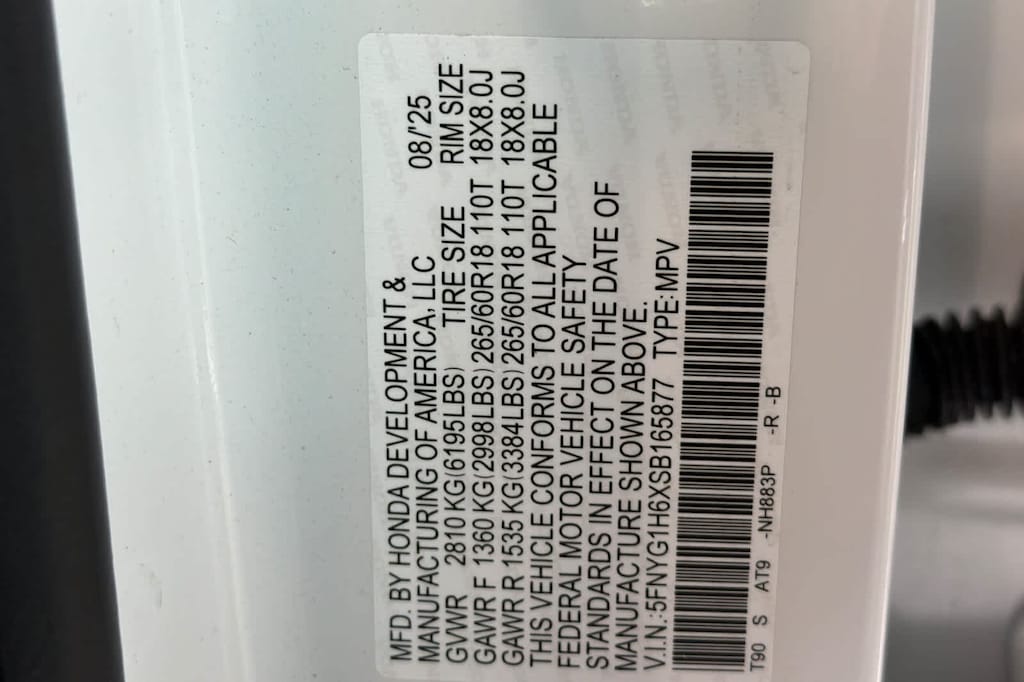 MFD. BY HONDA DEVELOPMENT &
MANUFACTURING OF AMERICA, LLC 08/'25
GVWR 2810 KG(6195LBS) TIRE SIZE RIM SIZE
GAWR F 1360 KG(2998LBS)265/60R18 110T 18X8.0J
GAWR R 1535 KG(3384LBS)265/60R18 110T 18X8.0J
THIS VEHICLE CONFORMS TO ALL APPLICABLE
FEDERAL MOTOR VEHICLE SAFETY
STANDARDS IN EFFECT ON THE DATE OF
MANUFACTURE SHOWN ABOVE.
V.I.N.:5FNYG1H6XSB165877 TYPE:MPV
T90 S AT9 -NH883P -R -B